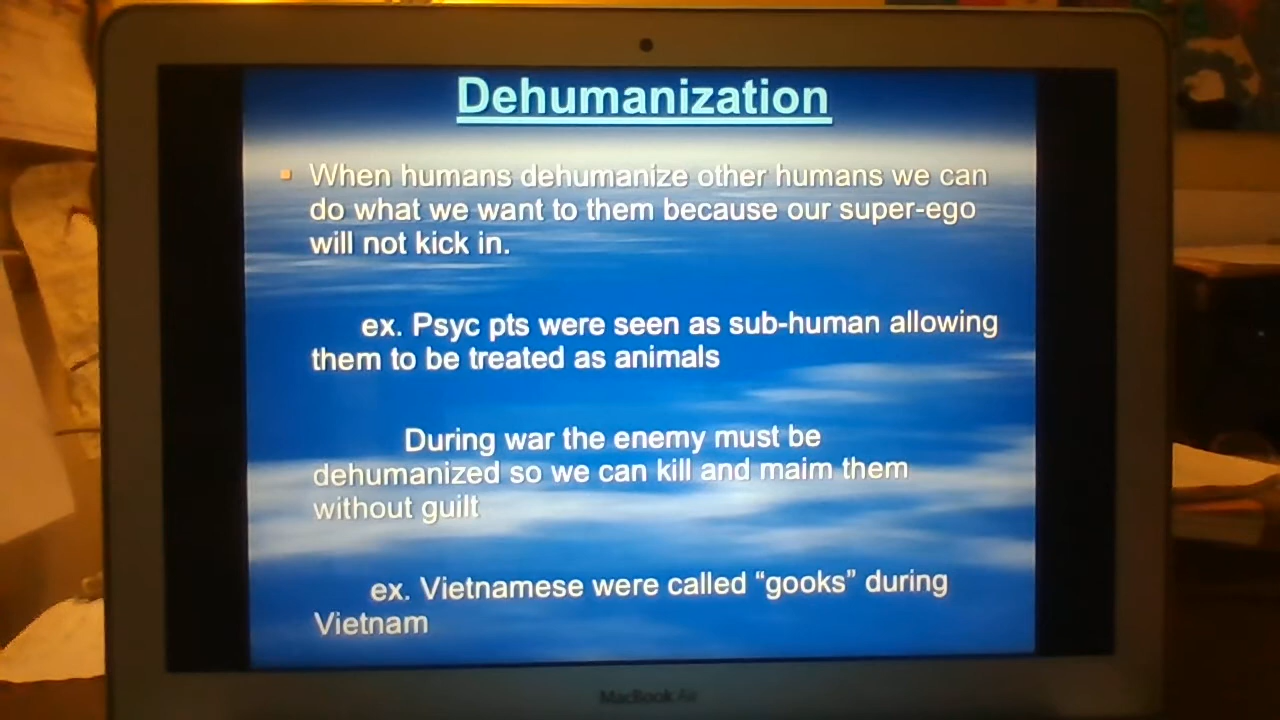 Dehumanization
When humans dehumanize other humans we can
do what we want to them because our super-ego
will not kick in.
ex. Psyc pts were seen as sub-human allowing
them to be treated as animals
During war the enemy must be
dehumanized so we can kill and maim them
without guilt
ex. Vietnamese were called “gooks” during
Vietnam
MacBook Air